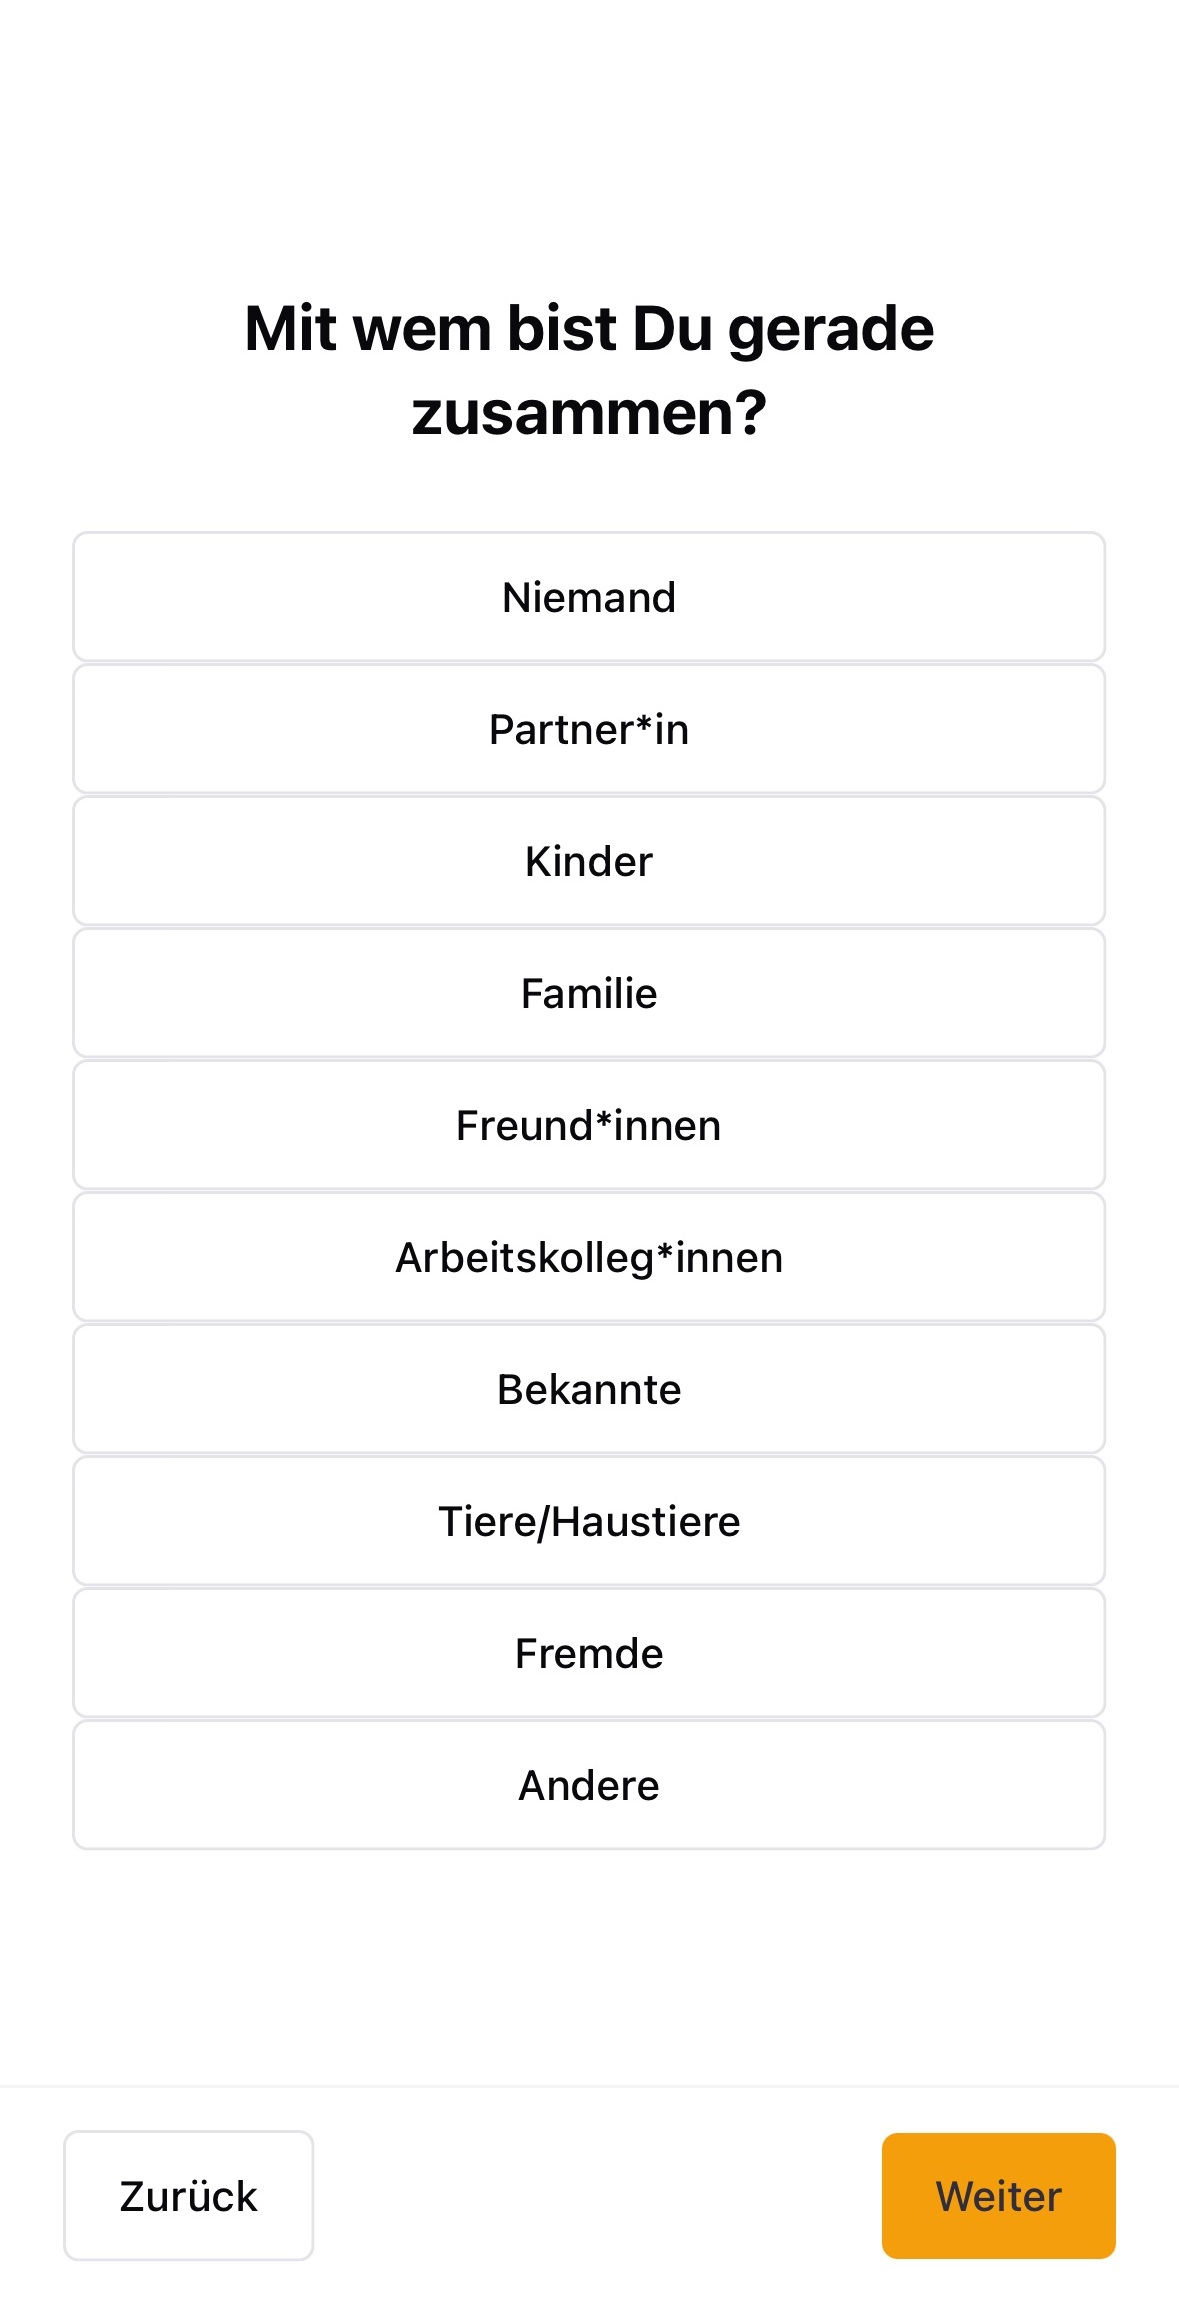 Mit wem bist Du gerade
zusammen?
Niemand
Partner*in
Kinder
Familie
Freund*innen
Arbeitskolleg*innen
Bekannte
Tiere/Haustiere
Fremde
Andere
Zurück
Weiter